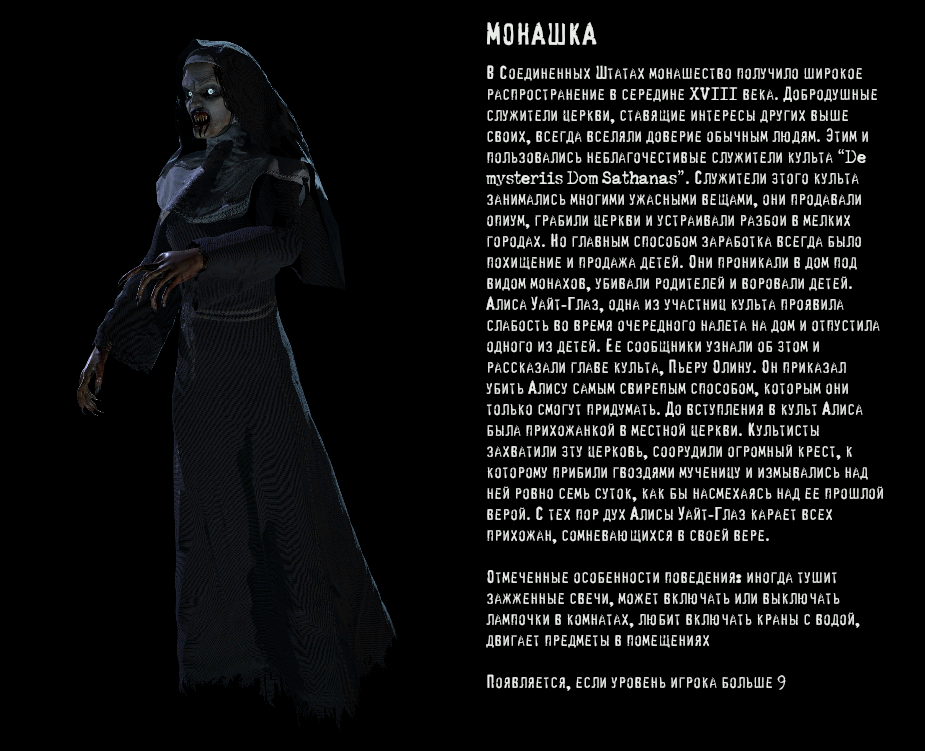 Монашка
В Соединенных Штатах монашество получило широкое
распространение в середине XVIII века. Добродушные
служители церкви, ставящие интересы других выше
своих, всегда вселяли доверие обычным людям. Этим и
пользовались неблагочестивые служители культа “De
mysteriis Dom Sathanas”. Служители этого культа
занимались многими ужасными вещами, они продавали
опиум, грабили церкви и устраивали разбои в мелких
городах. Но главным способом заработка всегда было
похищение и продажа детей. Они проникали в дом под
видом монахов, убивали родителей и воровали детей.
Алиса Уайт-Глаз, одна из участниц культа проявила
слабость во время очередного налета на дом и отпустила
одного из детей. Ее сообщники узнали об этом и
рассказали главе культа, Пьеру Олину. Он приказал
убить Алису самым свирепым способом, которым они
только смогут придумать. До вступления в культ Алиса
была прихожанкой в местной церкви. Культисты
захватили эту церковь, соорудили огромный крест, к
которому прибили гвоздями мученицу и измывались над
ней ровно семь суток, как бы насмехаясь над ее прошлой
верой. С тех пор дух Алисы Уайт-Глаз карает всех
прихожан, сомневающихся в своей вере.
Отмеченные особенности поведения: иногда тушит
зажженные свечи, может включать или выключать
лампочки в комнатах, любит включать краны с водой,
двигает предметы в помещениях
Появляется, если уровень игрока больше 9